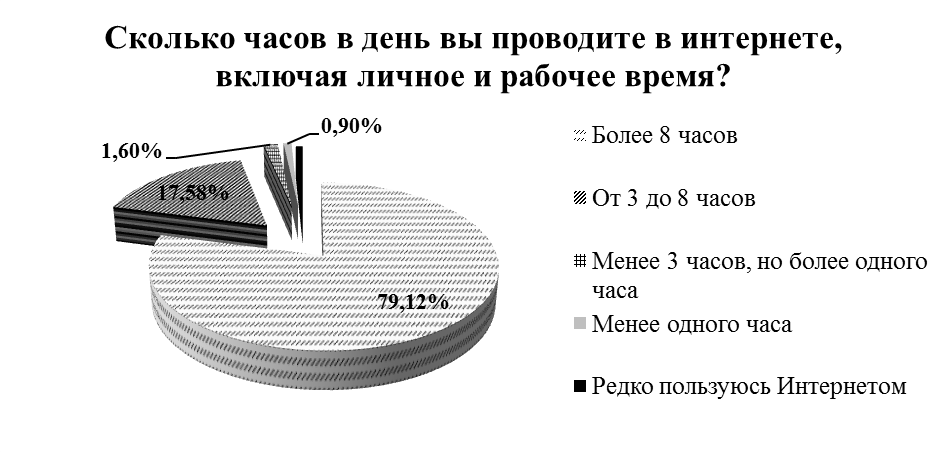 Сколько часов в день вы проводите в интернете,
включая личное и рабочее время?
0,90%
1,60%
17,58%
79,12%
Более 8 часов
От 3 до 8 часов
Менее 3 часов, но более одного
часа
Менее одного часа
Редко пользуюсь Интернетом